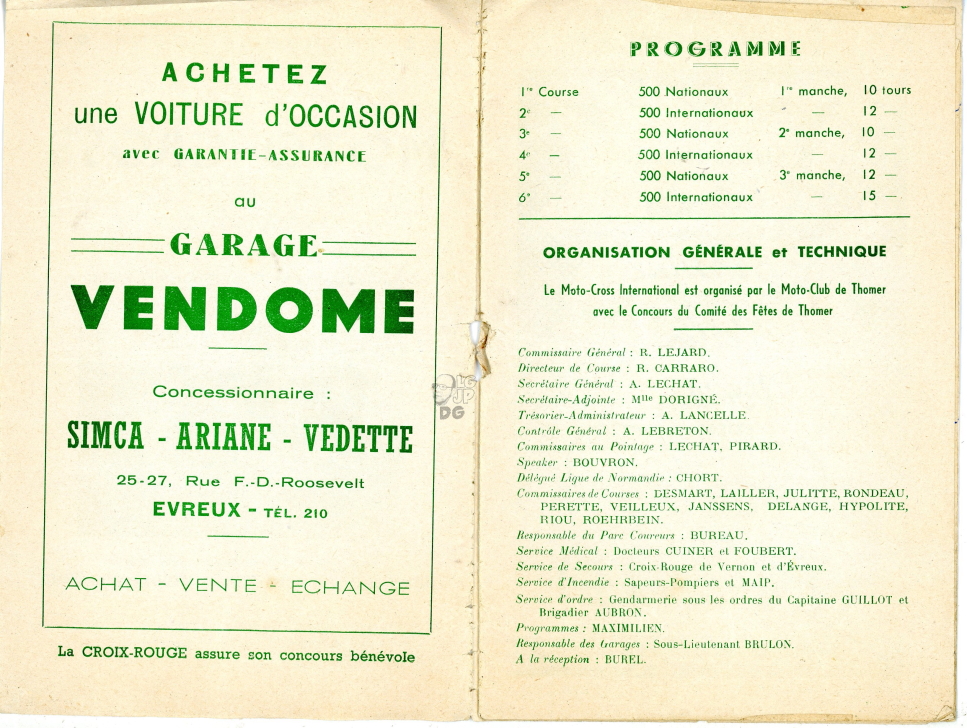 ACHETEZ
une VOITURE d'OCCASION
avec GARANTIE-ASSURANCE
au
GARAGE
VENDOME
Concessionnaire :
SIMCA - ARIANE - VEDETTE
25-27, Rue F.-D.-Roosevelt
EVREUX - TÉL. 210
ACHAT - VENTE - ECHANGE
La CROIX-ROUGE assure son concours bénévole
LG
JP
DG
PROGRAMME
1re Course 500 Nationaux 1re manche, 10 tours
2e — 500 Internationaux — 12 —
3e — 500 Nationaux 2e manche, 10 —
4e — 500 Internationaux — 12 —
5e — 500 Nationaux 3e manche, 12 —
6e — 500 Internationaux — 15 —
ORGANISATION GÉNÉRALE et TECHNIQUE
Le Moto-Cross International est organisé par le Moto-Club de Thomer
avec le Concours du Comité des Fêtes de Thomer
Commissaire Général : R. LEJARD.
Directeur de Course : R. CARRARO.
Secrétaire Général : A. LECHAT.
Secrétaire-Adjointe : Mlle DORIGNÉ.
Trésorier-Administrateur : A. LANCELLE.
Contrôle Général : A. LEBRETON.
Commissaires au Pointage : LECHAT, PIRARD.
Speaker : BOUVRON.
Délégué Ligue de Normandie : CHORT.
Commissaires de Courses : DESMART, LAILLER, JULITTE, RONDEAU,
PERETTE, VEILLEUX, JANSSENS, DELANGE, HYPOLITE,
RIOU, ROEHRBEIN.
Responsable du Parc Coureurs : BUREAU.
Service Médical : Docteurs CUINER et FOUBERT.
Service de Secours : Croix-Rouge de Vernon et d'Évreux.
Service d'Incendie : Sapeurs-Pompiers et MAIP.
Service d'ordre : Gendarmerie sous les ordres du Capitaine GUILLOT et
Brigadier AUBRON.
Programmes : MAXIMILIEN.
Responsable des Garages : Sous-Lieutenant BRULON.
A la réception : BUREL.